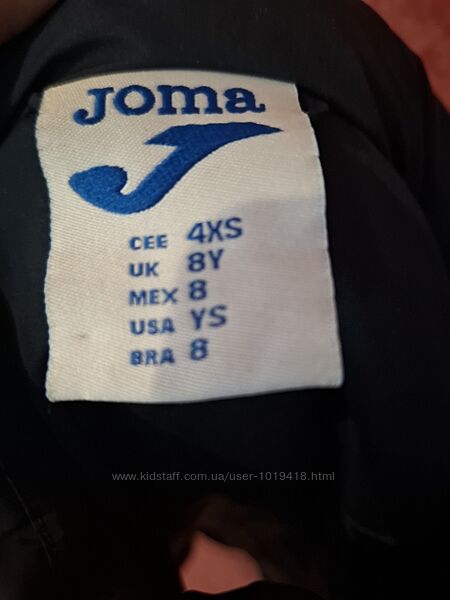 Joma
CEE 4XS
UK 8Y
MEX 8
USA YS
BRA 8
www.kidstaff.com.ua/user-1019418.html